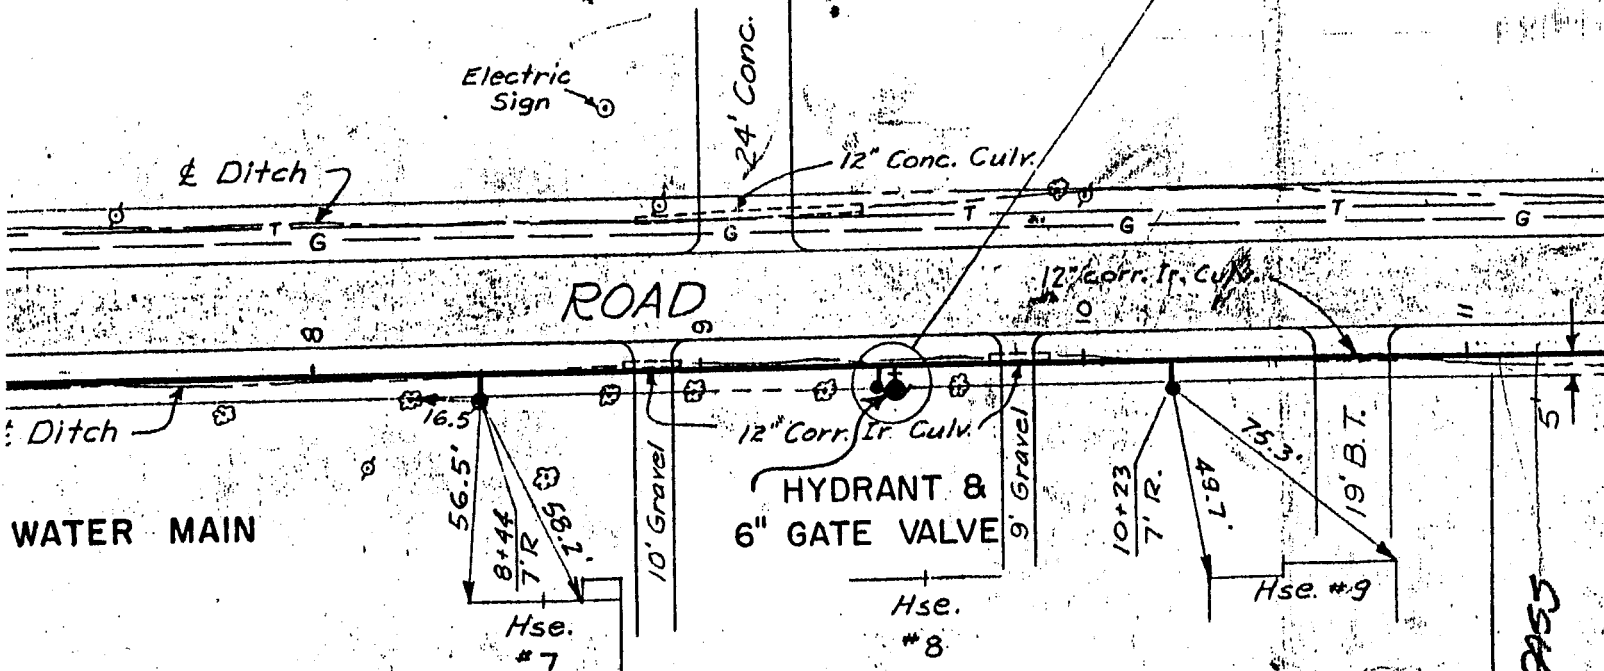 24' Conc.
Electric
Sign
12" Conc. Culv.
℄ Ditch
T
G
G
T
G
T
G
12" corr. Ir. Culv.
ROAD
8
9
10
11
16.5'
℄ Ditch
12" Corr. Ir. Culv.
56.5'
8+44
7' R
68.2'
10' Gravel
HYDRANT &
6" GATE VALVE
9' Gravel
10+23
7' R.
49.7'
75.3'
19' B.T.
5'
WATER MAIN
Hse.
#7
Hse.
#8
Hse. #9